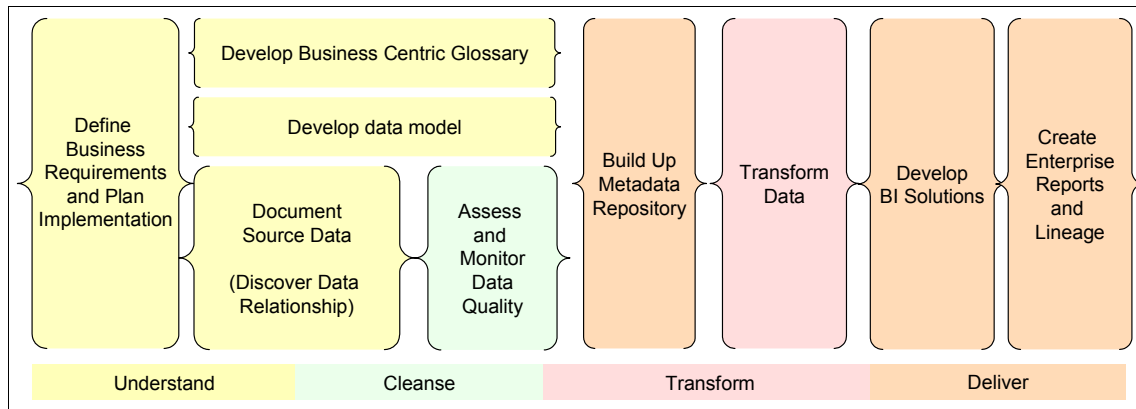 Define
Business
Requirements
and Plan
Implementation
Develop Business Centric Glossary
Develop data model
Document
Source Data
(Discover Data
Relationship)
Assess
and
Monitor
Data
Quality
Build Up
Metadata
Repository
Transform
Data
Develop
BI Solutions
Create
Enterprise
Reports
and
Lineage
Understand
Cleanse
Transform
Deliver